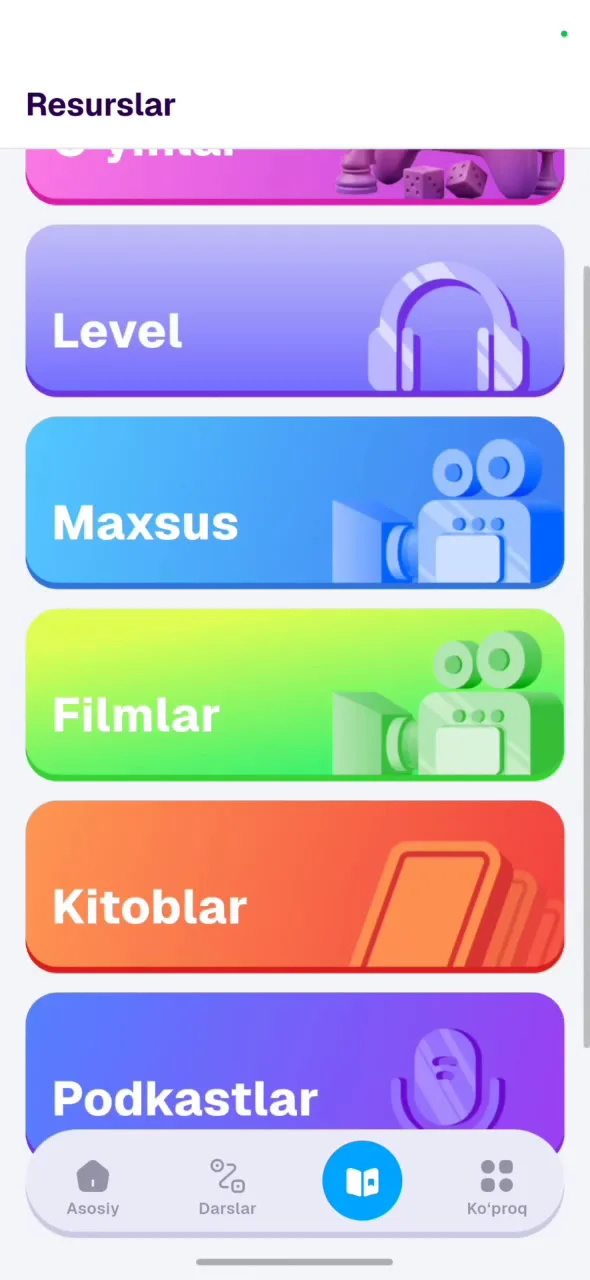 Resurslar
Level
Maxsus
Filmlar
Kitoblar
Podkastlar
Asosiy
Darslar
Ko‘proq